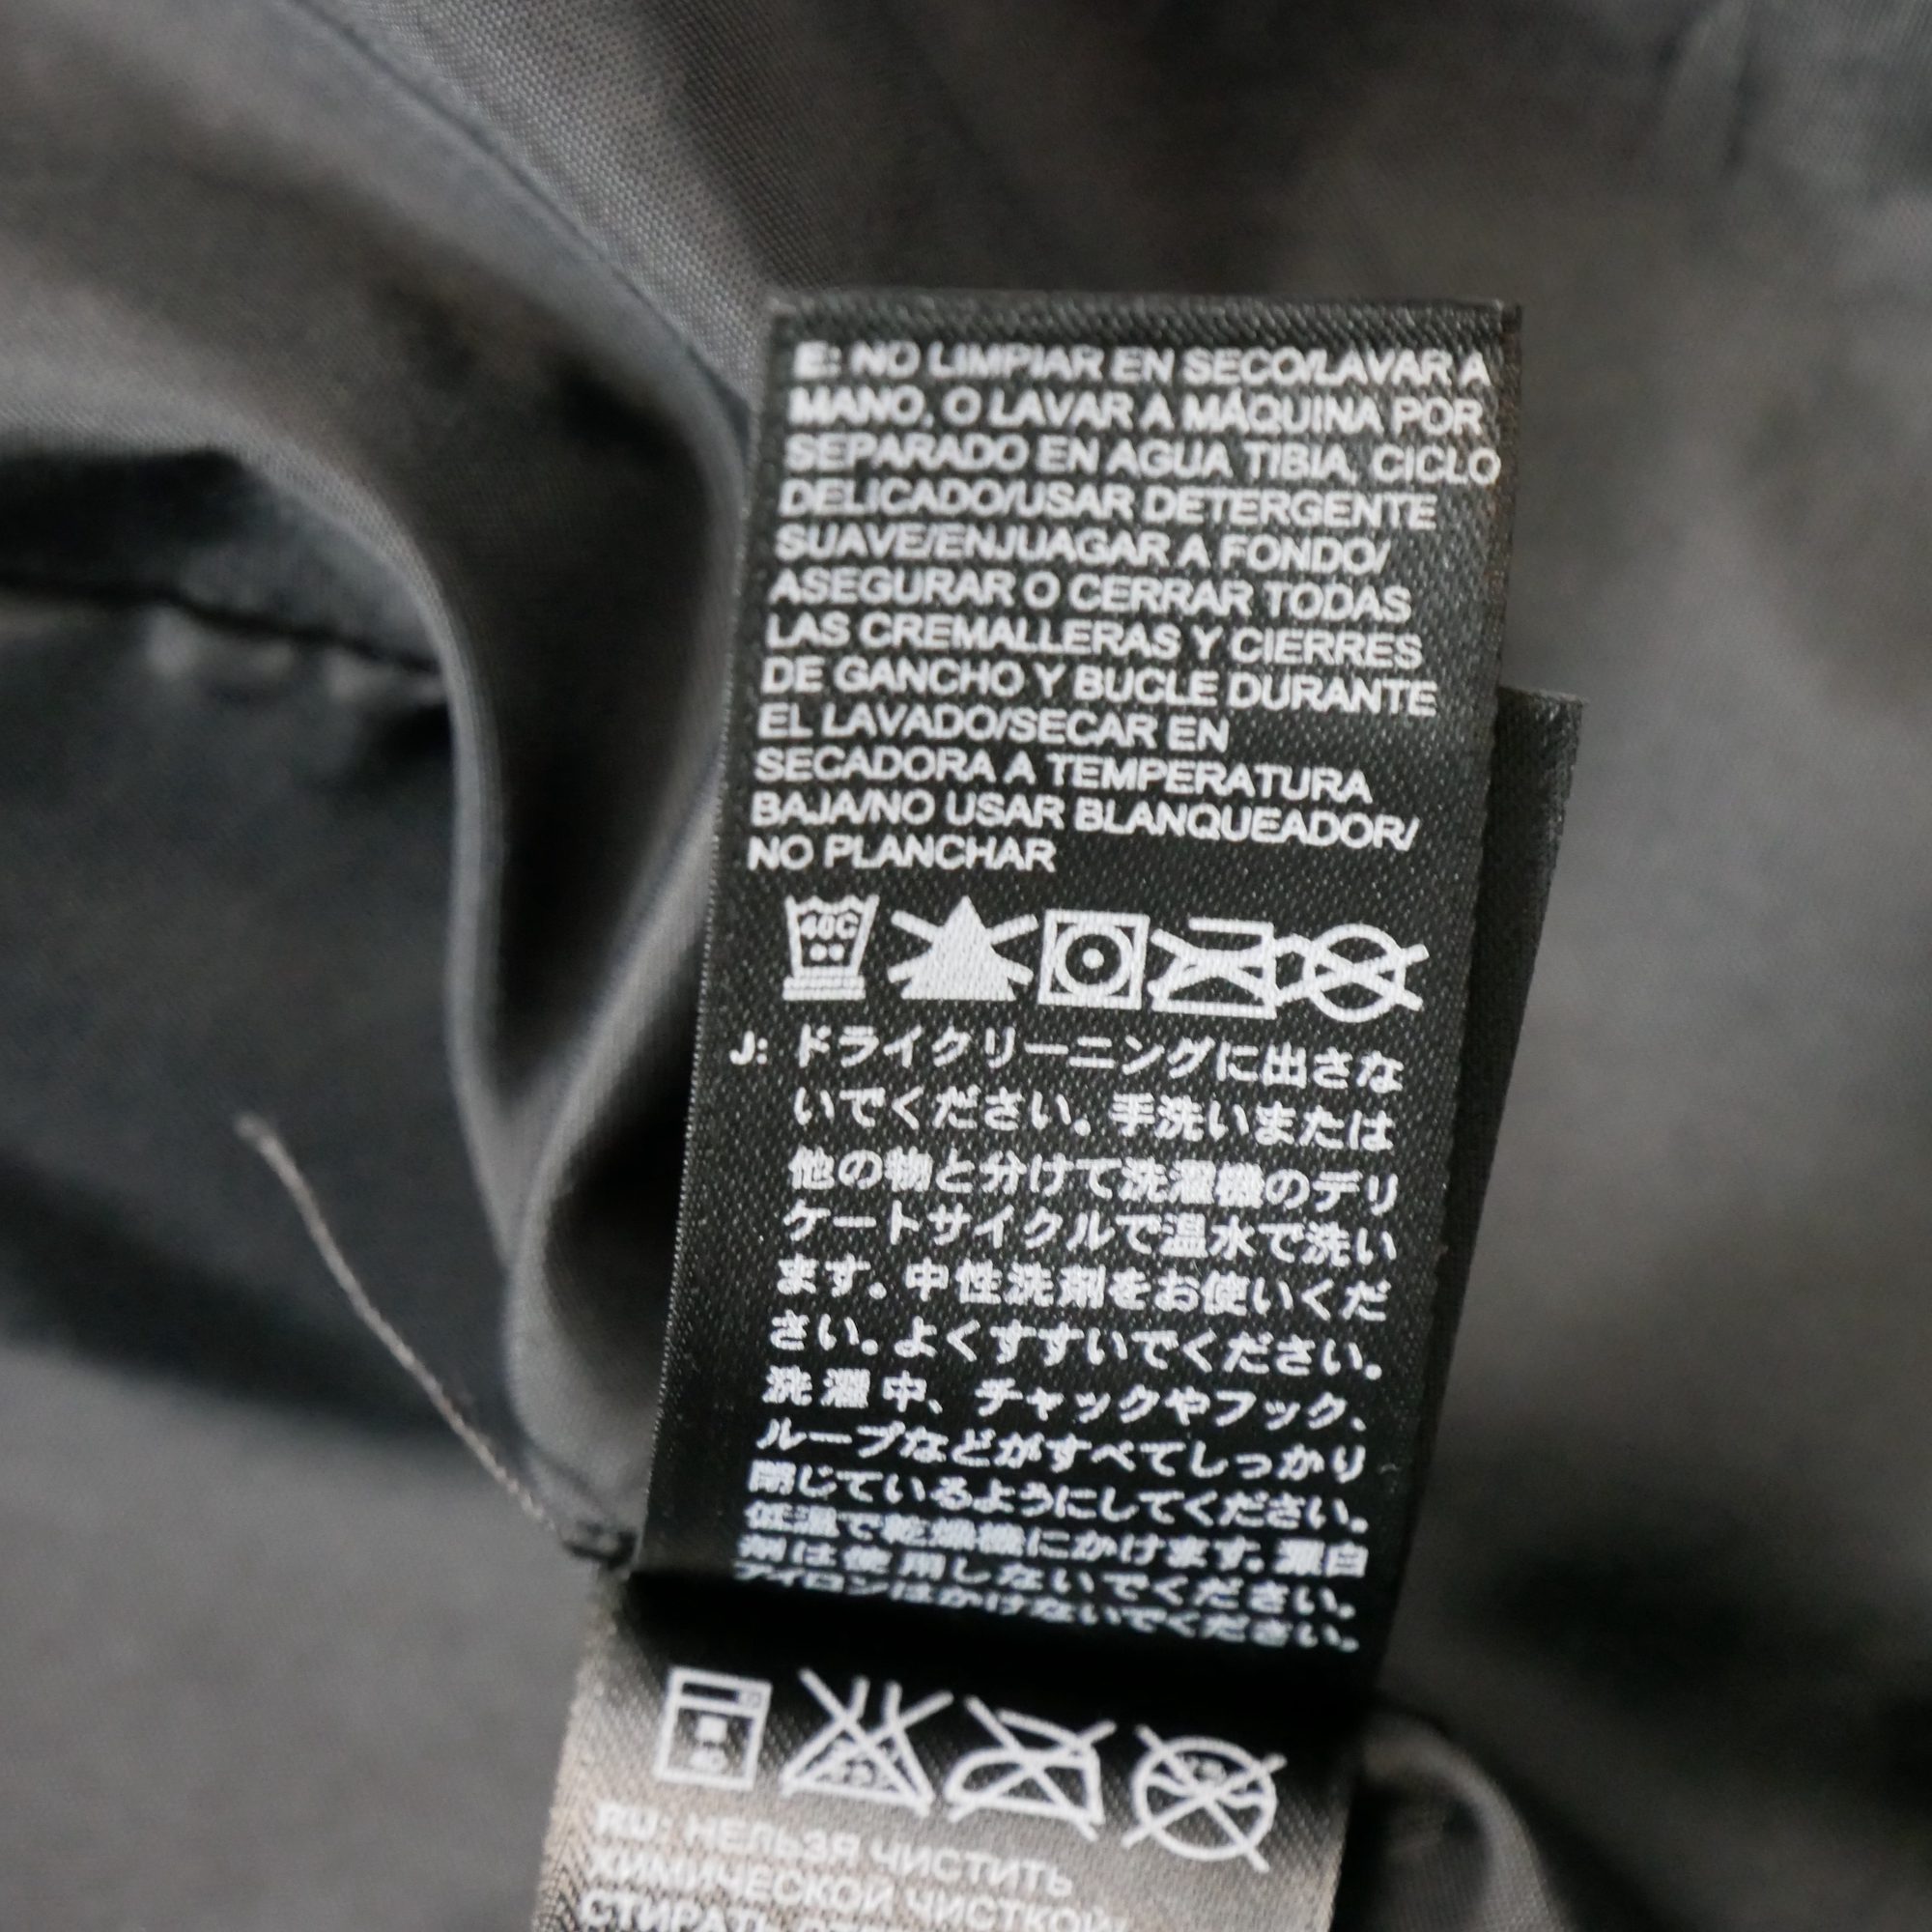 E: NO LIMPIAR EN SECO/LAVAR A
MANO, O LAVAR A MÁQUINA POR
SEPARADO EN AGUA TIBIA, CICLO
DELICADO/USAR DETERGENTE
SUAVE/ENJUAGAR A FONDO/
ASEGURAR O CERRAR TODAS
LAS CREMALLERAS Y CIERRES
DE GANCHO Y BUCLE DURANTE
EL LAVADO/SECAR EN
SECADORA A TEMPERATURA
BAJA/NO USAR BLANQUEADOR/
NO PLANCHAR
40C
J: ドライクリーニングに出さな
いでください。手洗いまたは
他の物と分けて洗濯機のデリ
ケートサイクルで温水で洗い
ます。中性洗剤をお使いくだ
さい。よくすすいでください。
洗濯中、チャックやフック、
ループなどがすべてしっかり
閉じているようにしてください。
低温で乾燥機にかけます。漂白
剤は使用しないでください。
アイロンはかけないでください。
RU: НЕЛЬЗЯ ЧИСТИТЬ
ХИМИЧЕСКОЙ ЧИСТКОЙ
СТИРАТЬ